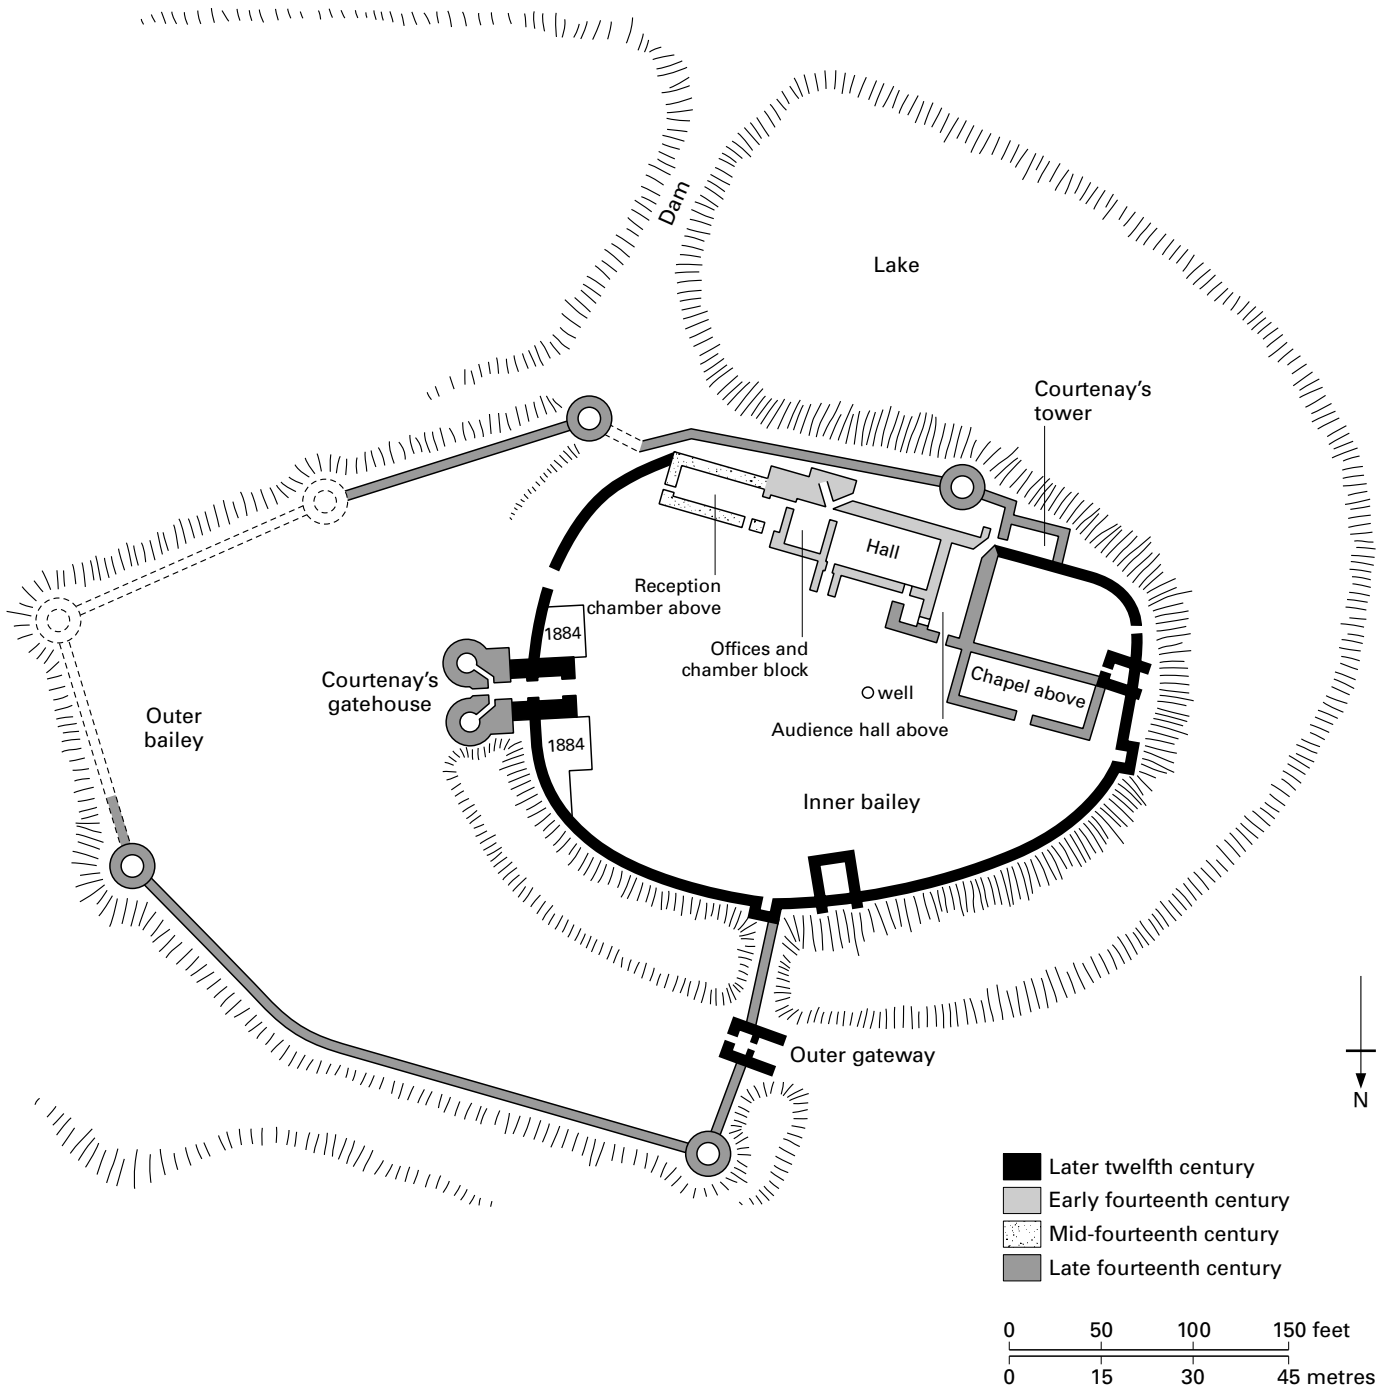 Dam
Lake
Courtenay's
tower
Hall
Reception
chamber above
1884
Offices and
chamber block
Courtenay's
gatehouse
Chapel above
well
Outer
bailey
Audience hall above
1884
Inner bailey
Outer gateway
N
Later twelfth century
Early fourteenth century
Mid-fourteenth century
Late fourteenth century
0 50 100 150 feet
0 15 30 45 metres